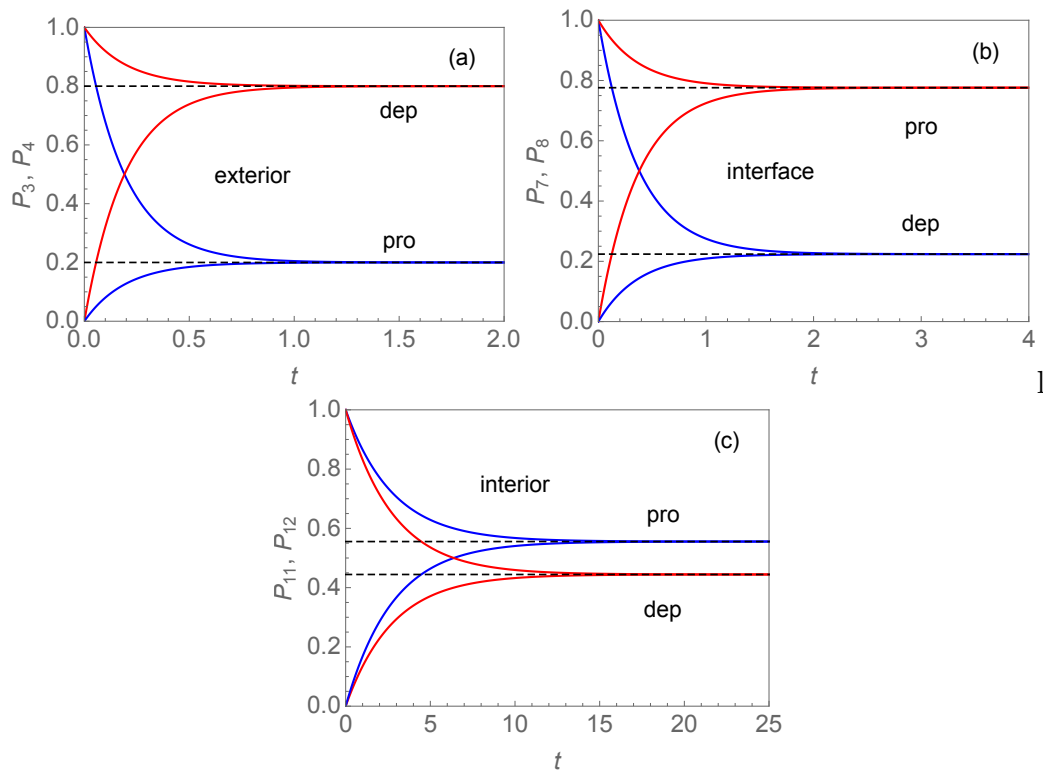 1.0
0.8
0.6
0.4
0.2
0.0
P3, P4
(a)
dep
exterior
pro
0.0 0.5 1.0 1.5 2.0
t
1.0
0.8
0.6
0.4
0.2
0.0
P7, P8
(b)
pro
interface
dep
0 1 2 3 4
t
1.0
0.8
0.6
0.4
0.2
0.0
P11, P12
(c)
interior
pro
dep
0 5 10 15 20 25
t